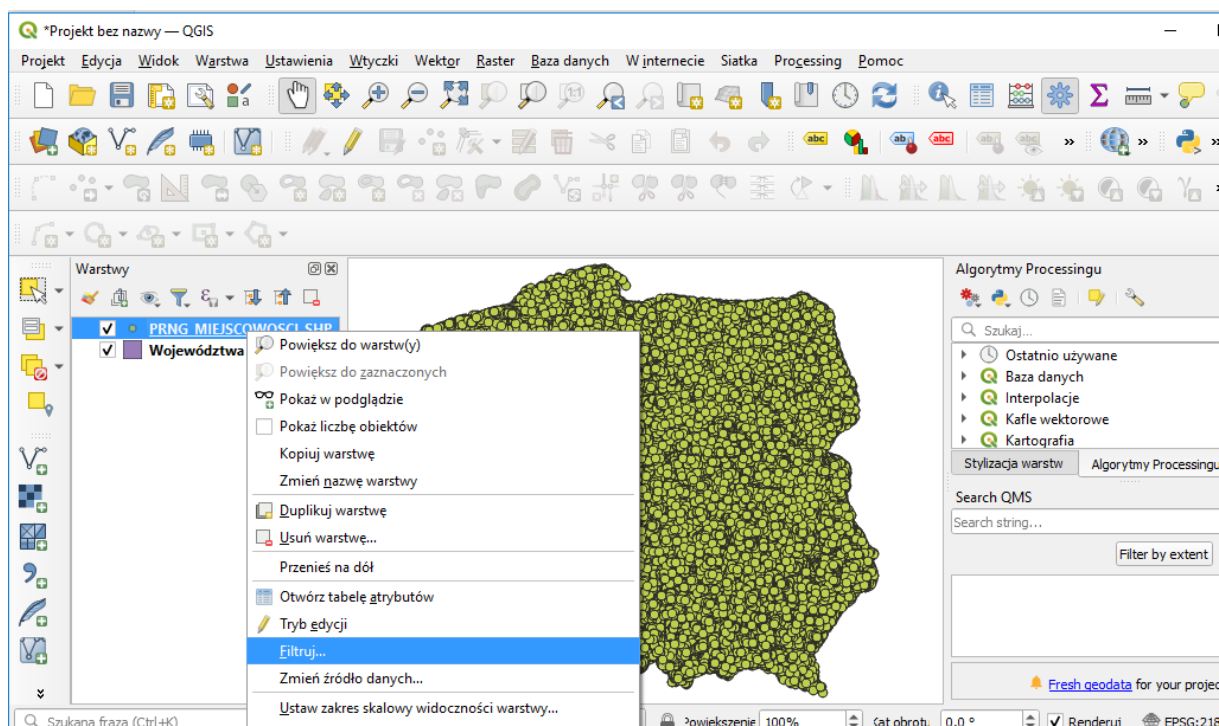 *Projekt bez nazwy — QGIS
Projekt Edycja Widok Warstwa Ustawienia Wtyczki Wektor Raster Baza danych W internecie Siatka Processing Pomoc
Warstwy
PRNG_MIEJSCOWOSCI_SHP
Województwa
Powiększ do warstw(y)
Powiększ do zaznaczonych
Pokaż w podglądzie
Pokaż liczbę obiektów
Kopiuj warstwę
Zmień nazwę warstwy
Duplikuj warstwę
Usuń warstwę...
Przenieś na dół
Otwórz tabelę atrybutów
Tryb edycji
Filtruj...
Zmień źródło danych...
Ustaw zakres skalowy widoczności warstwy...
Algorytmy Processingu
Szukaj...
Ostatnio używane
Baza danych
Interpolacje
Kafle wektorowe
Kartografia
Stylizacja warstw Algorytmy Processingu
Search QMS
Search string...
Filter by extent
Fresh geodata for your projec
Szukana fraza (Ctrl+K)
Powiększenie 100% Kąt obrotu 0,0 ° Renderuj EPSG:21